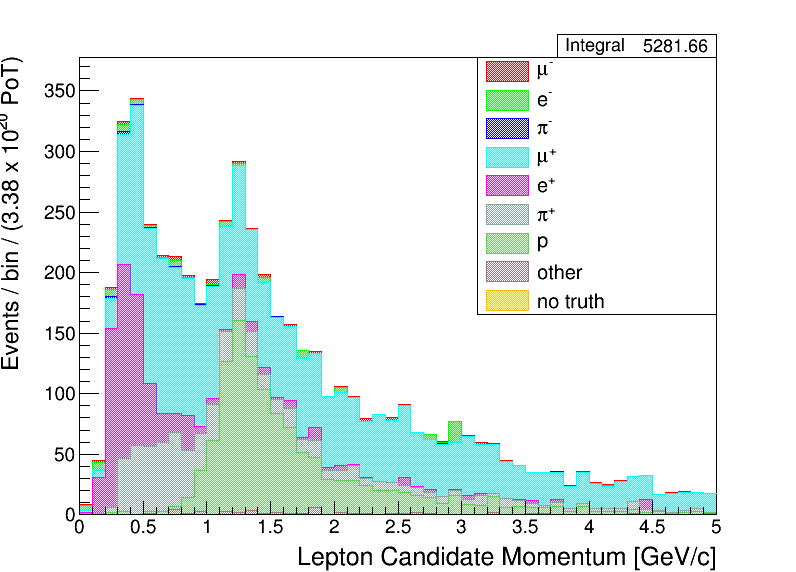 Integral 5281.66
μ-
e-
π-
μ+
e+
π+
p
other
no truth
Events / bin / (3.38 x 10^20 PoT)
350
300
250
200
150
100
50
0
0 0.5 1 1.5 2 2.5 3 3.5 4 4.5 5
Lepton Candidate Momentum [GeV/c]